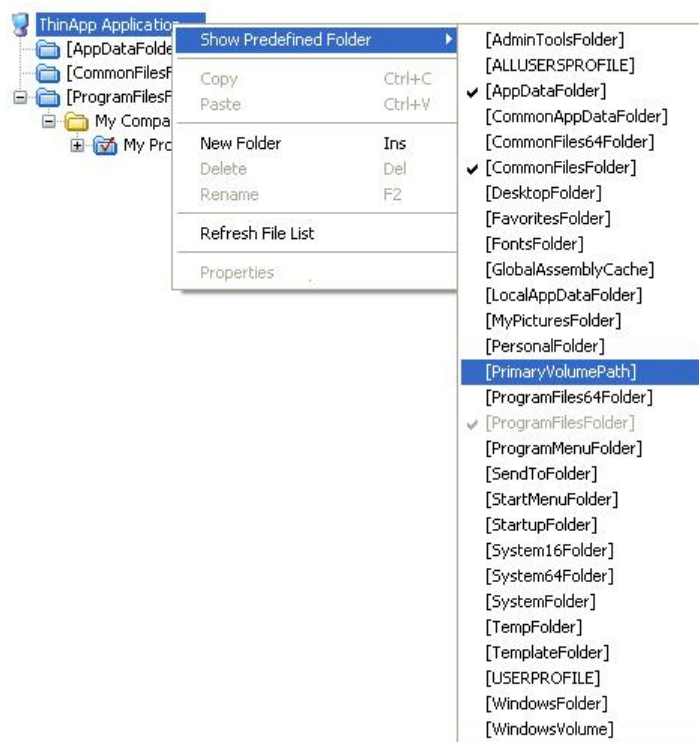 ThinApp Application
[AppDataFolde
[CommonFilesF
[ProgramFilesF
My Compa
My Pro
Show Predefined Folder
Copy Ctrl+C
Paste Ctrl+V
New Folder Ins
Delete Del
Rename F2
Refresh File List
Properties
[AdminToolsFolder]
[ALLUSERSPROFILE]
[AppDataFolder]
[CommonAppDataFolder]
[CommonFiles64Folder]
[CommonFilesFolder]
[DesktopFolder]
[FavoritesFolder]
[FontsFolder]
[GlobalAssemblyCache]
[LocalAppDataFolder]
[MyPicturesFolder]
[PersonalFolder]
[PrimaryVolumePath]
[ProgramFiles64Folder]
[ProgramFilesFolder]
[ProgramMenuFolder]
[SendToFolder]
[StartMenuFolder]
[StartupFolder]
[System16Folder]
[System64Folder]
[SystemFolder]
[TempFolder]
[TemplateFolder]
[USERPROFILE]
[WindowsFolder]
[WindowsVolume]